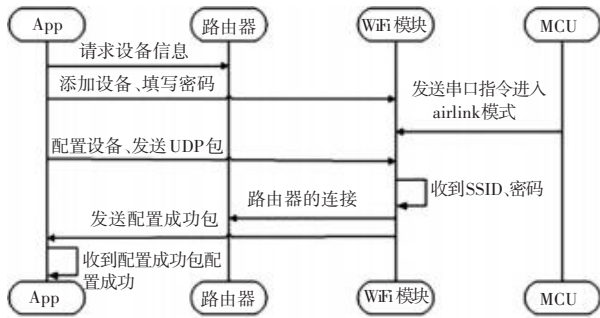 App
路由器
WiFi 模块
MCU
请求设备信息
添加设备、填写密码
发送串口指令进入
airlink模式
配置设备、发送UDP包
收到SSID、密码
路由器的连接
发送配置成功包
收到配置成功包配
置成功
App
路由器
WiFi 模块
MCU